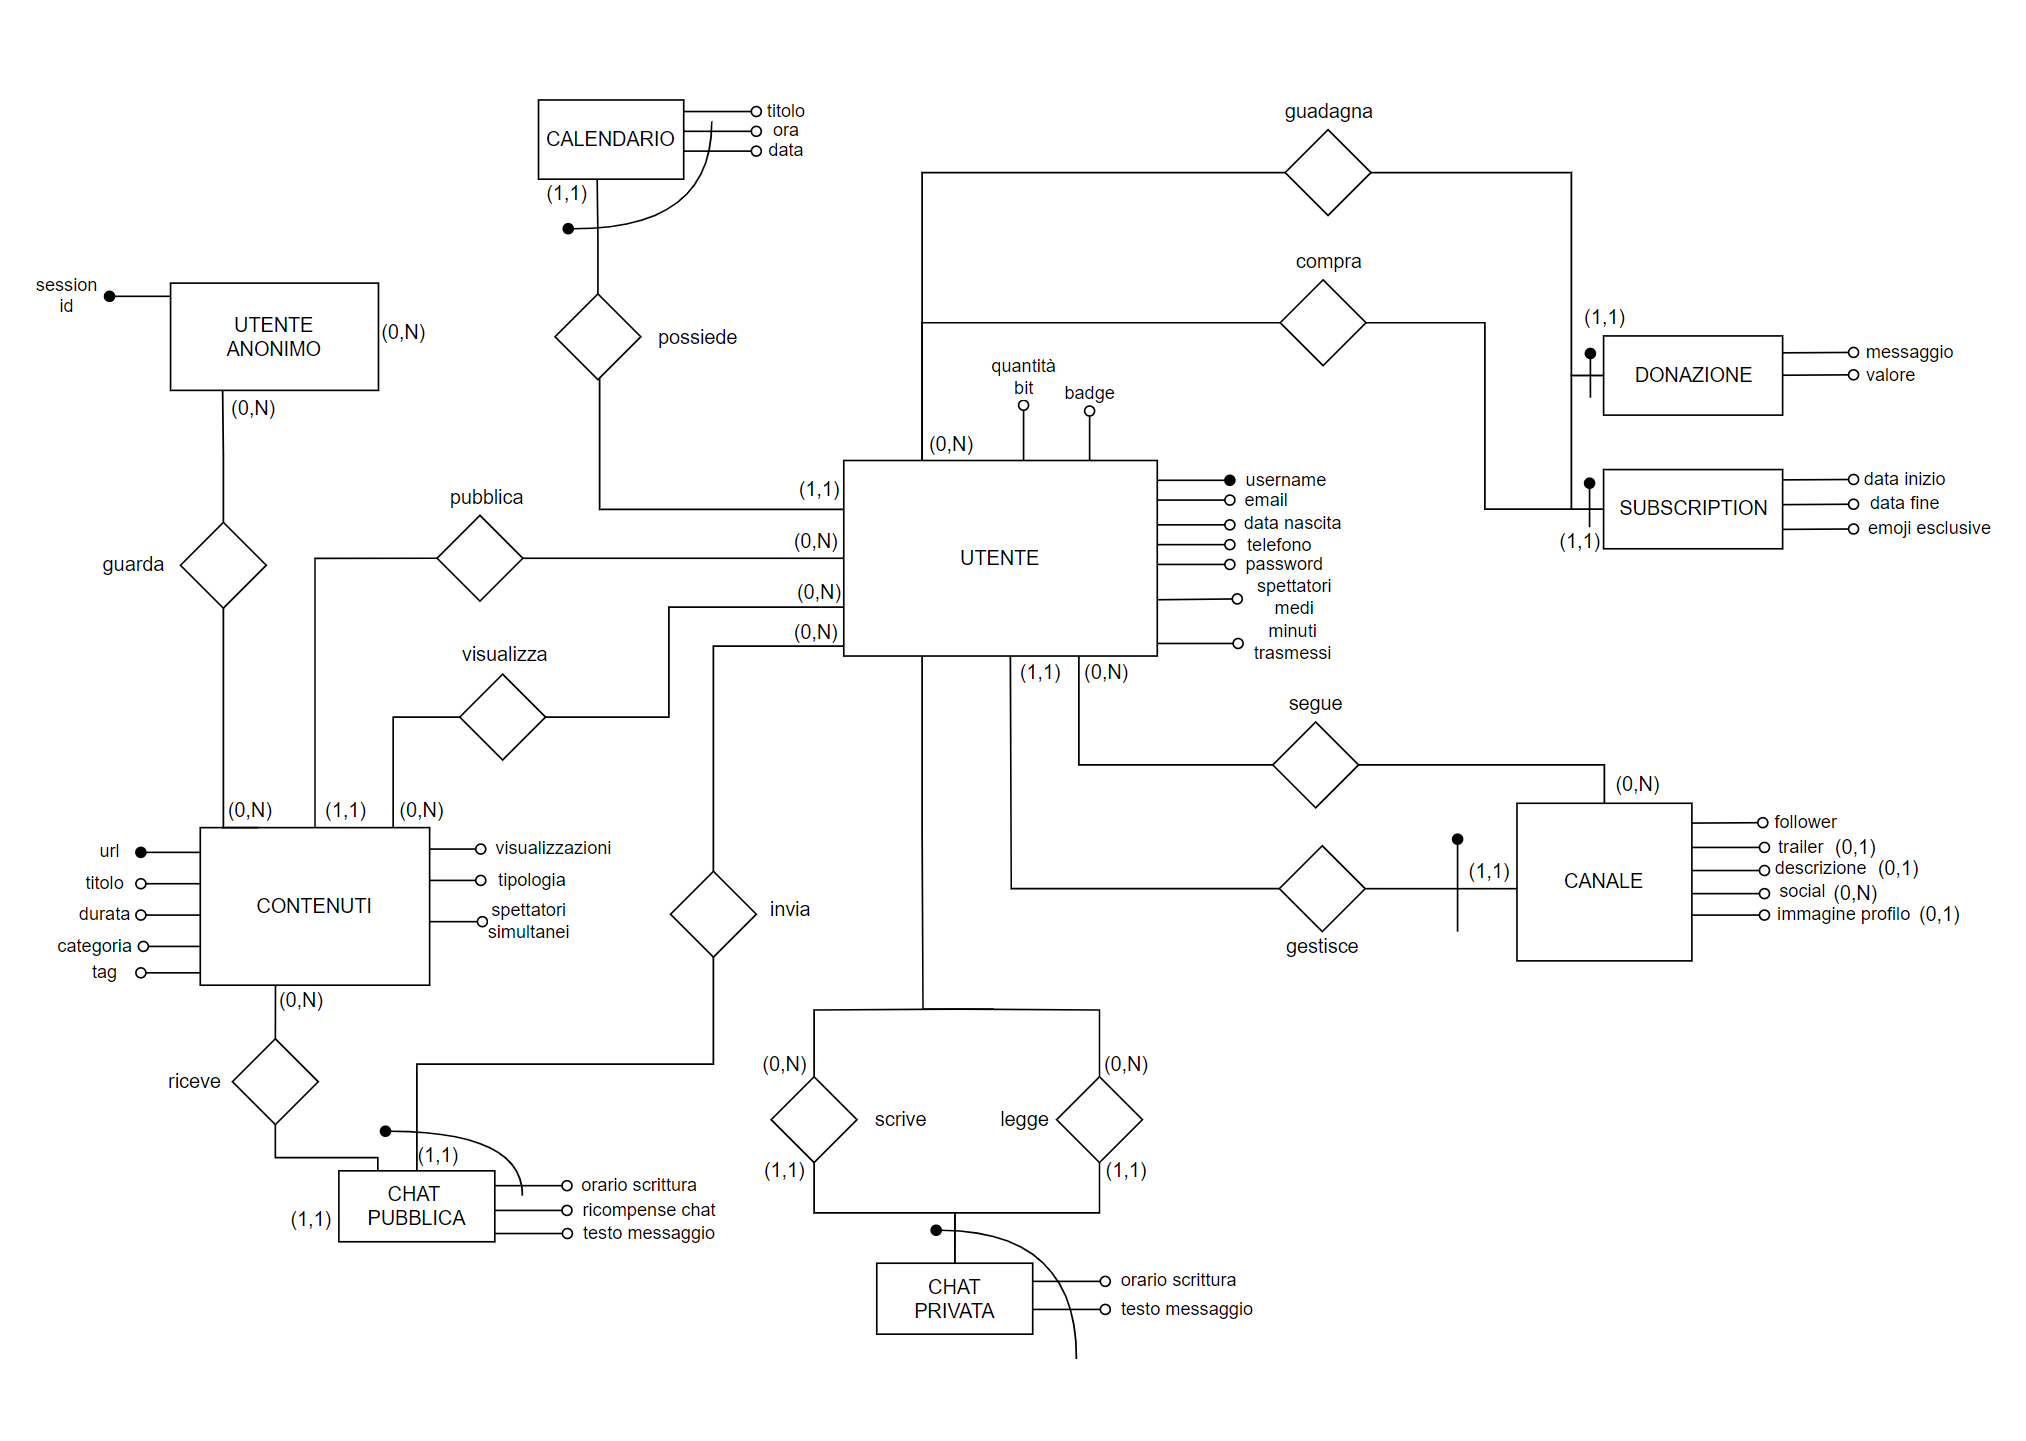 guadagna
titolo
CALENDARIO
ora
data
(1,1)
compra
possiede
session
id
UTENTE
ANONIMO
(0,N)
(0,N)
(1,1)
DONAZIONE
messaggio
valore
quantità
bit
badge
(0,N)
SUBSCRIPTION
data inizio
data fine
emoji esclusive
(1,1)
UTENTE
username
email
data nascita
telefono
password
spettatori
medi
minuti
trasmessi
(1,1)
(0,N)
(0,N)
(0,N)
pubblica
guarda
visualizza
(1,1)
(0,N)
segue
(0,N)
gestisce
(1,1)
CANALE
follower
trailer (0,1)
descrizione (0,1)
social (0,N)
immagine profilo (0,1)
(0,N)
(1,1)
(0,N)
CONTENUTI
url
titolo
durata
categoria
tag
visualizzazioni
tipologia
spettatori
simultanei
(0,N)
invia
riceve
(0,N)
(0,N)
scrive
legge
(1,1)
(1,1)
(1,1)
CHAT
PUBBLICA
(1,1)
orario scrittura
ricompense chat
testo messaggio
CHAT
PRIVATA
orario scrittura
testo messaggio